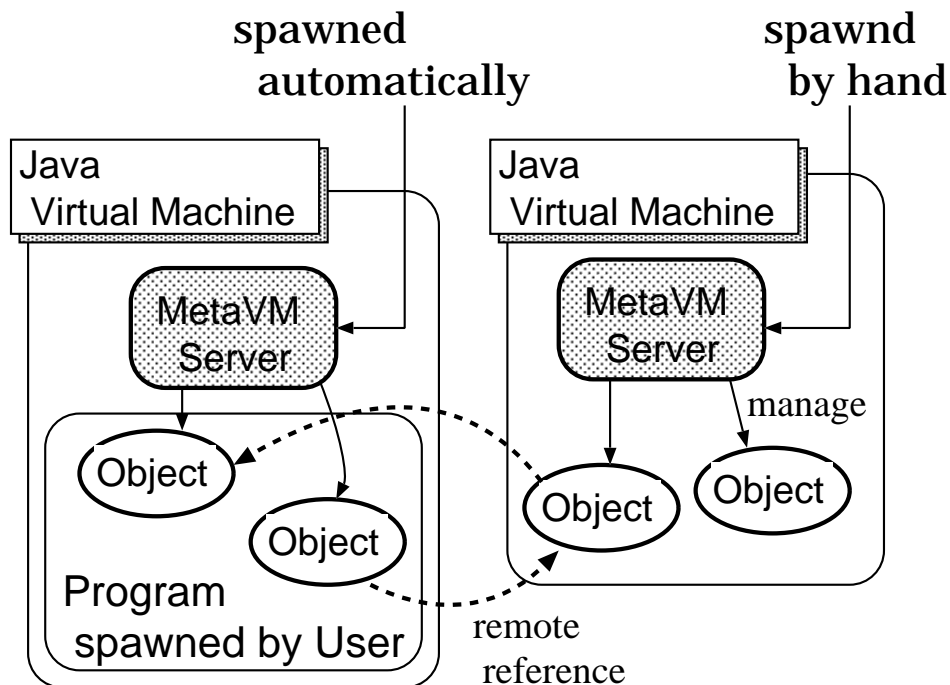 spawned
automatically
spawnd
by hand
Java
Virtual Machine
Java
Virtual Machine
MetaVM
Server
MetaVM
Server
manage
Object
Object
Object
Object
Program
spawned by User
remote
reference